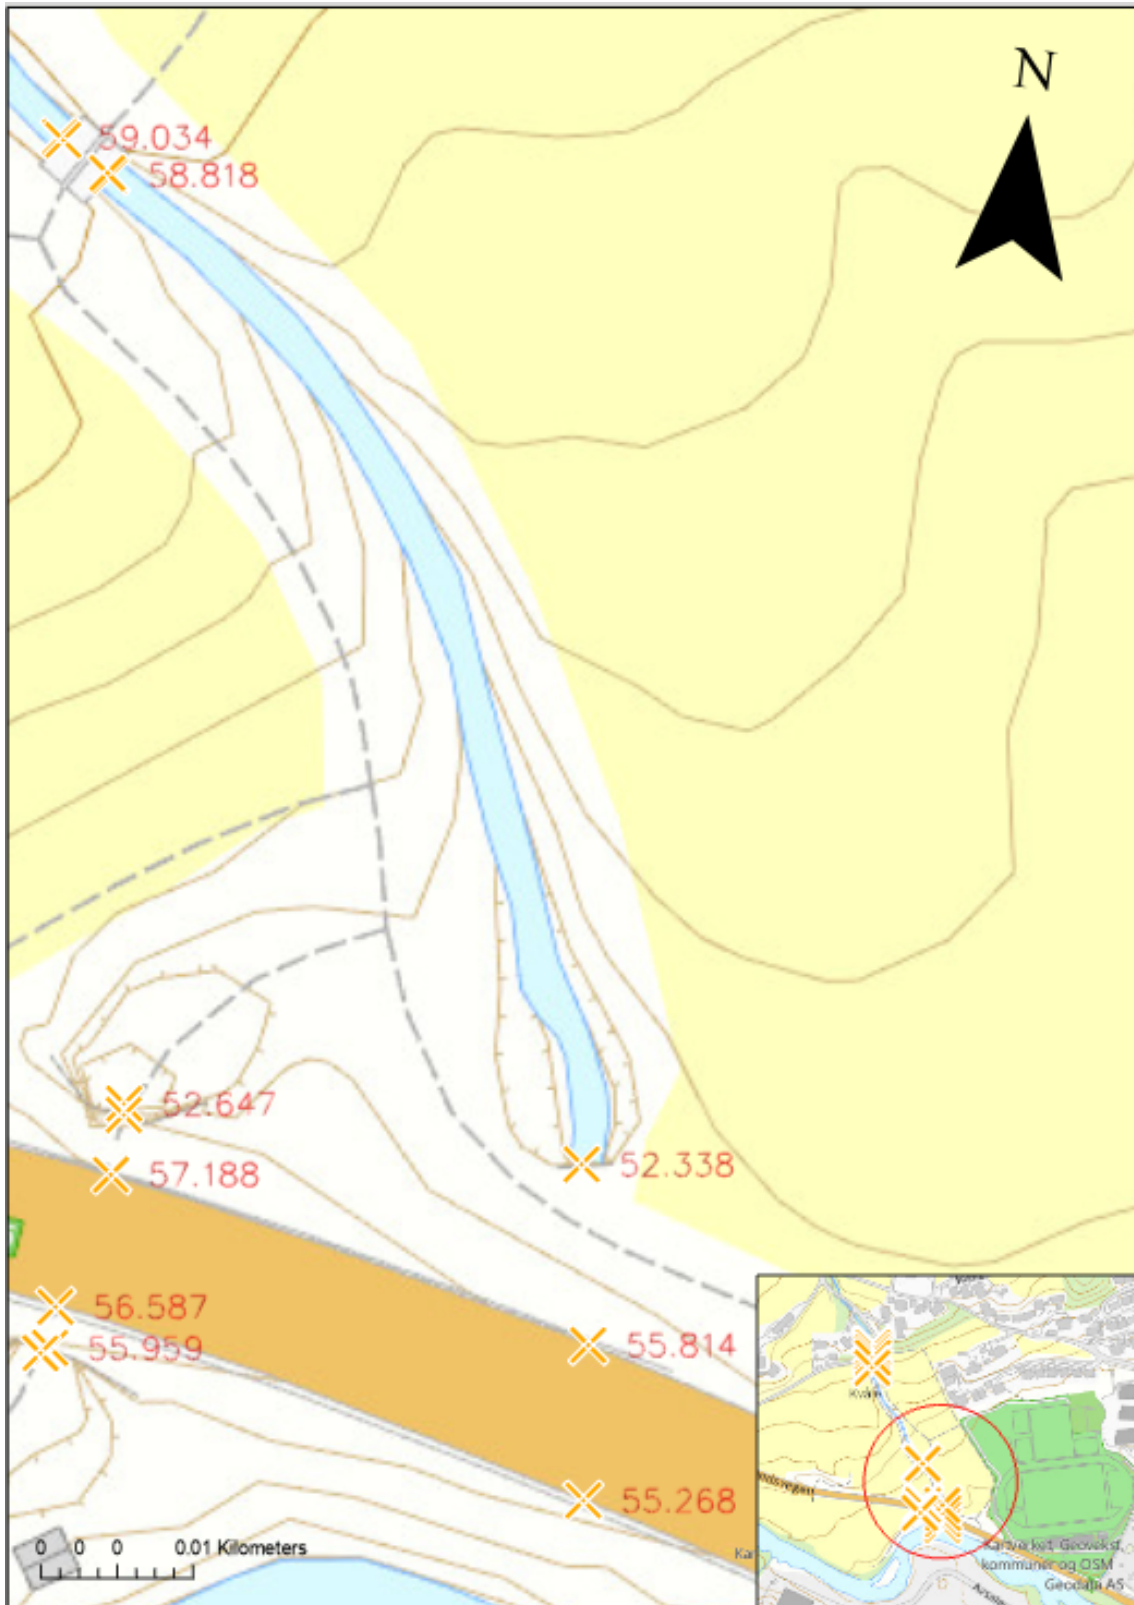 N
59.034
58.818
52.647
57.188
52.338
56.587
55.959
55.814
55.268
0 0 0 0.01 Kilometers
Kvåle
Kartverket, Geovekst,
kommuner og OSM -
Geodata AS